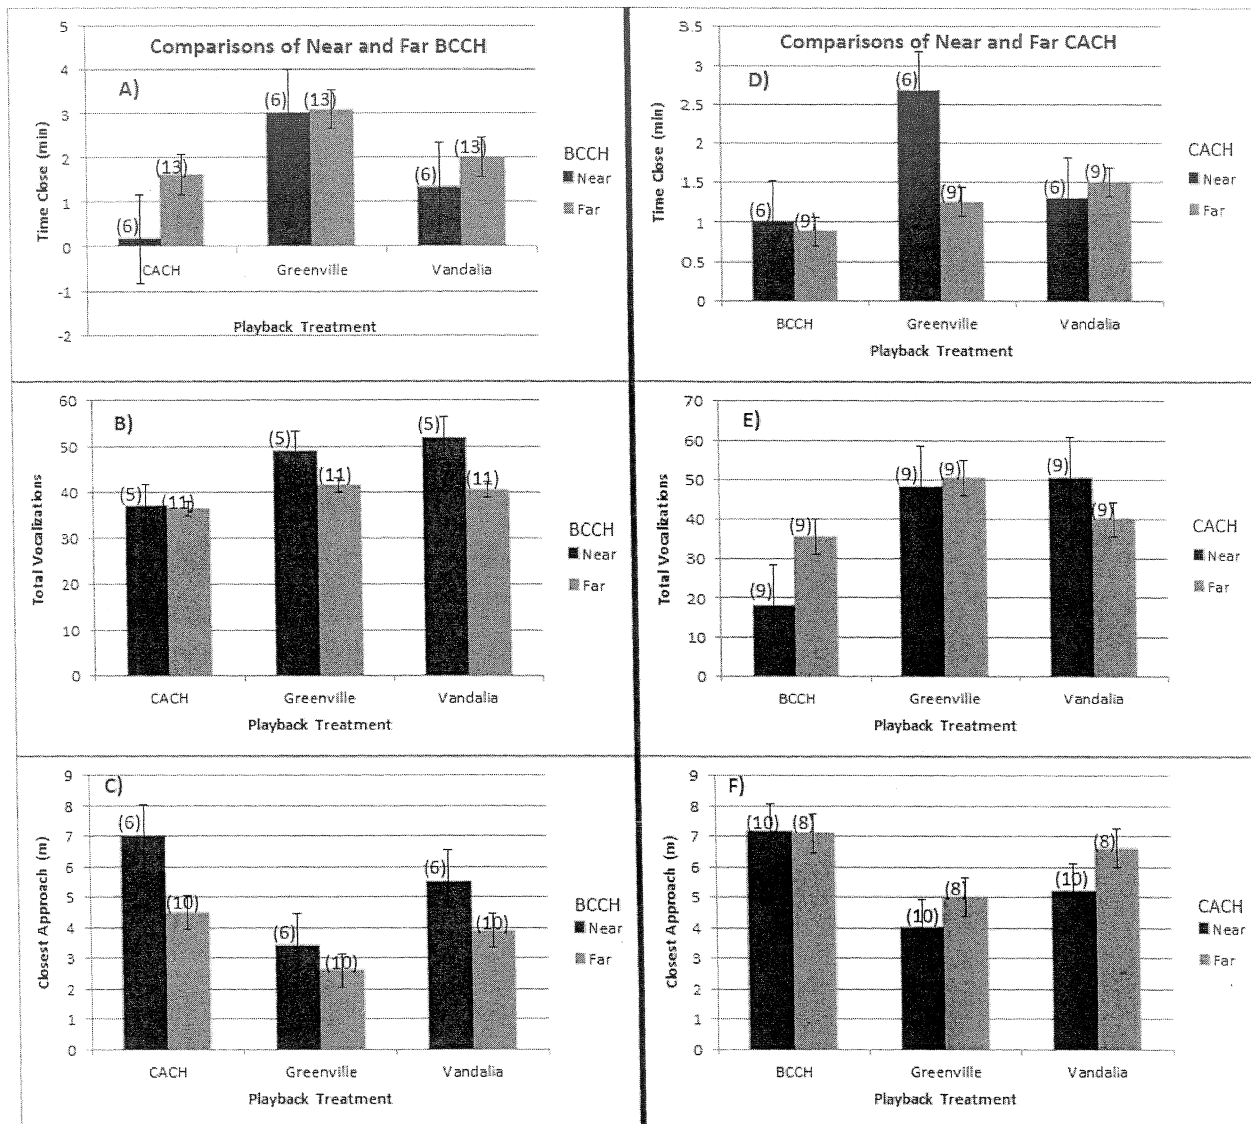 Comparisons of Near and Far BCCH
A)
5
4
3
2
1
0
-1
-2
Time Close (min)
(6)
(13)
(6)
(13)
(6)
(13)
CACH
Greenville
Vandalia
Playback Treatment
BCCH
Near
Far
Comparisons of Near and Far CACH
D)
3.5
3
2.5
2
1.5
1
0.5
0
Time Close (min)
(6)
(9)
(6)
(9)
(6)
(9)
BCCH
Greenville
Vandalia
Playback Treatment
CACH
Near
Far
B)
60
50
40
30
20
10
0
Total Vocalizations
(5)
(11)
(5)
(11)
(5)
(11)
CACH
Greenville
Vandalia
Playback Treatment
BCCH
Near
Far
E)
70
60
50
40
30
20
10
0
Total Vocalizations
(9)
(9)
(9)
(9)
(9)
(9)
BCCH
Greenville
Vandalia
Playback Treatment
CACH
Near
Far
C)
9
8
7
6
5
4
3
2
1
0
Closest Approach (m)
(6)
(10)
(6)
(10)
(6)
(10)
CACH
Greenville
Vandalia
Playback Treatment
BCCH
Near
Far
F)
9
8
7
6
5
4
3
2
1
0
Closest Approach (m)
(10)
(8)
(10)
(8)
(10)
(8)
BCCH
Greenville
Vandalia
Playback Treatment
CACH
Near
Far